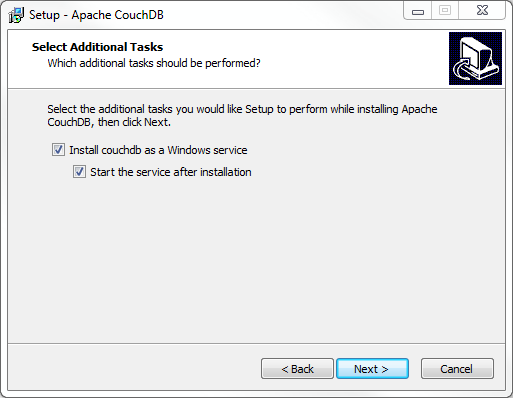 Setup - Apache CouchDB
Select Additional Tasks
Which additional tasks should be performed?
Select the additional tasks you would like Setup to perform while installing Apache
CouchDB, then click Next.
Install couchdb as a Windows service
Start the service after installation
< Back
Next >
Cancel